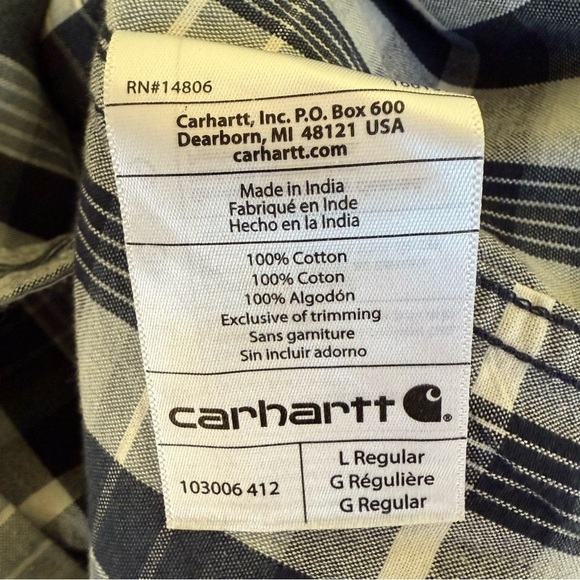 RN#14806
Carhartt, Inc. P.O. Box 600
Dearborn, MI 48121 USA
carhartt.com
Made in India
Fabriqué en Inde
Hecho en la India
100% Cotton
100% Coton
100% Algodón
Exclusive of trimming
Sans garniture
Sin incluir adorno
carhartt
103006 412
L Regular
G Régulière
G Regular